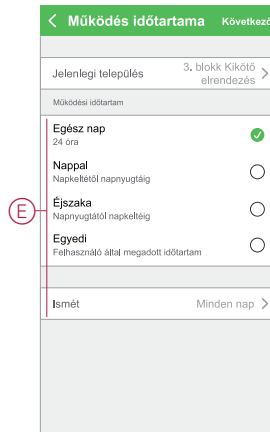 Működés időtartama Következő
Jelenlegi település
3. blokk Kikötő
elrendezés
Működési időtartam
Egész nap
24 óra
Nappal
Napkeltétől napnyugtáig
Éjszaka
Napnyugtától napkeltéig
Egyedi
Felhasználó által megadott időtartam
E
Ismét Minden nap